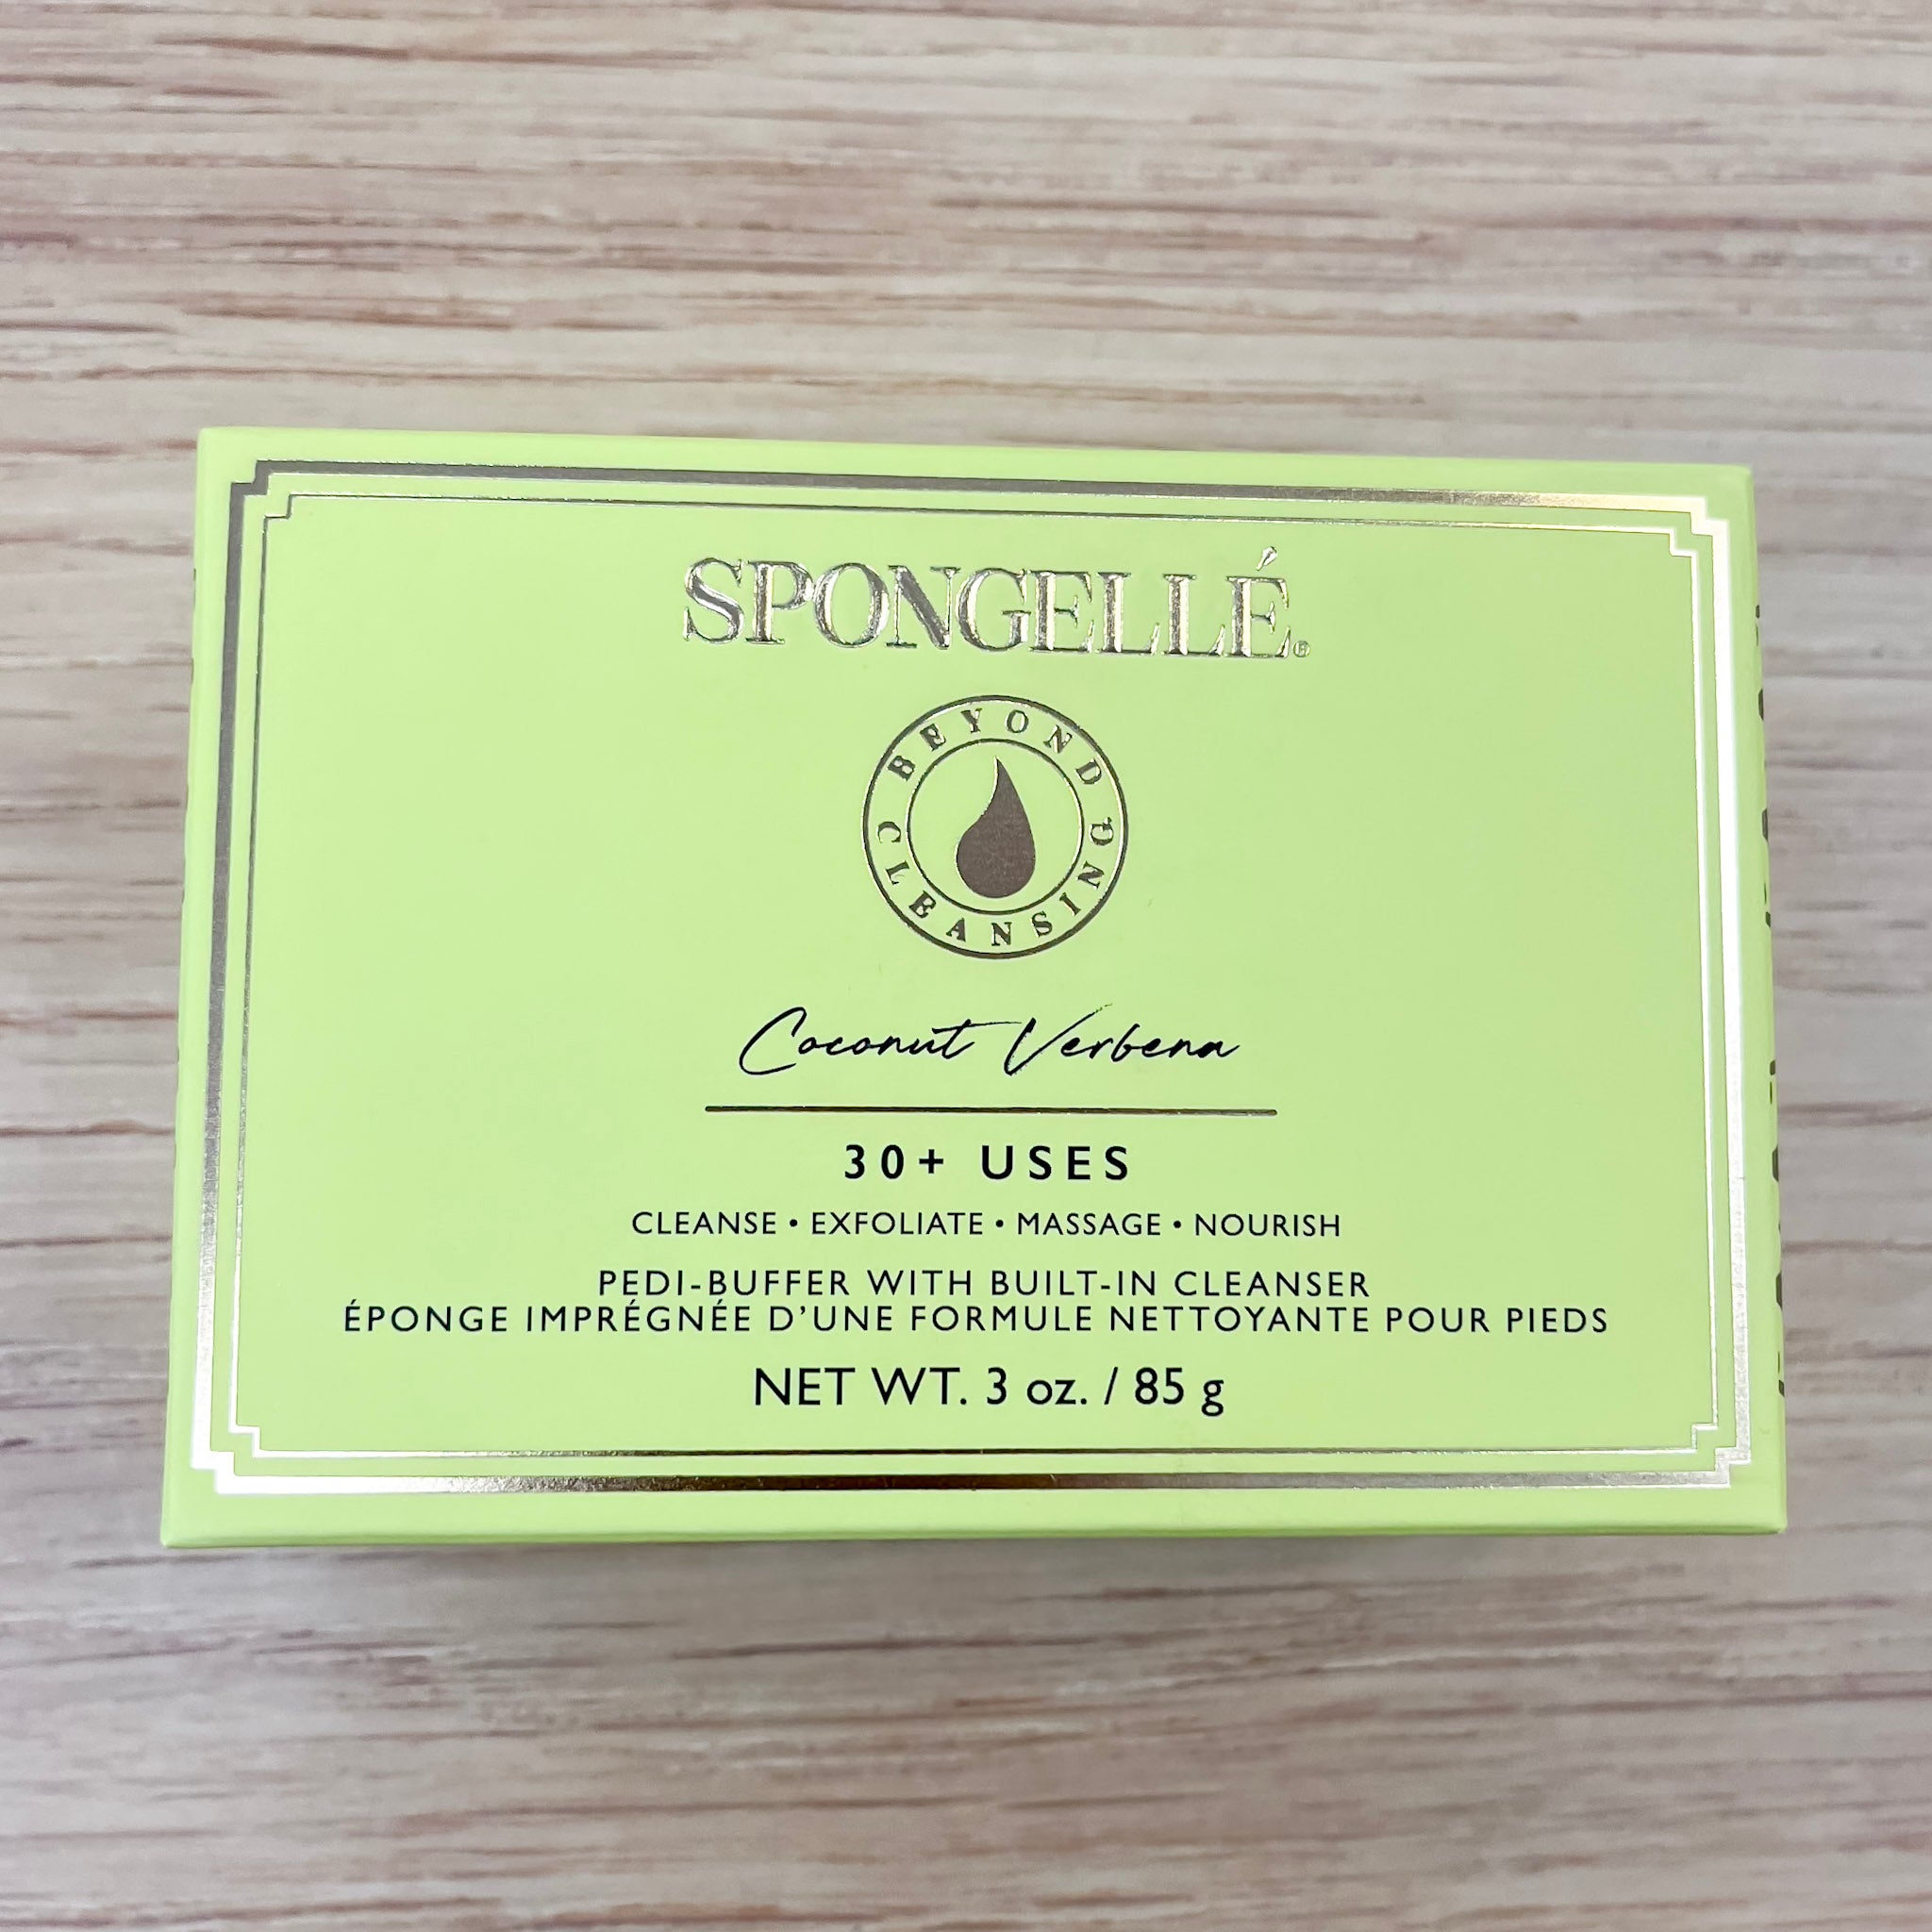 SPONGELLÉ®
BEYOND
CLEANSING
Coconut Verbena
30+ USES
CLEANSE • EXFOLIATE • MASSAGE • NOURISH
PEDI-BUFFER WITH BUILT-IN CLEANSER
ÉPONGE IMPRÉGNÉE D’UNE FORMULE NETTOYANTE POUR PIEDS
NET WT. 3 oz. / 85 g